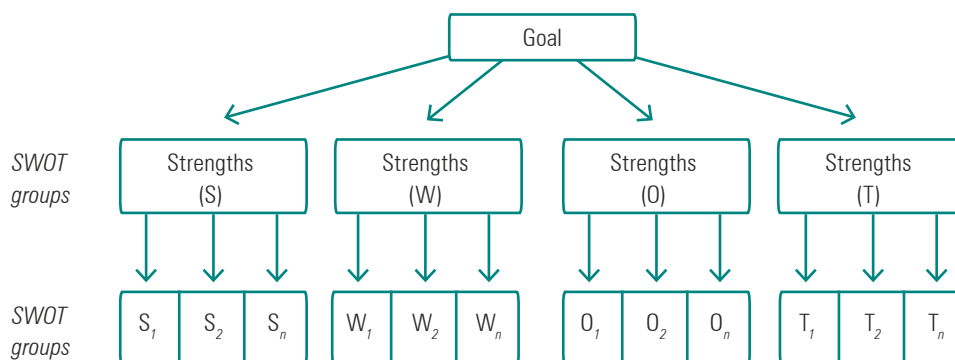 Goal
SWOT groups
Strengths (S)
Strengths (W)
Strengths (O)
Strengths (T)
SWOT groups
S1 S2 Sn
W1 W2 Wn
O1 O2 On
T1 T2 Tn